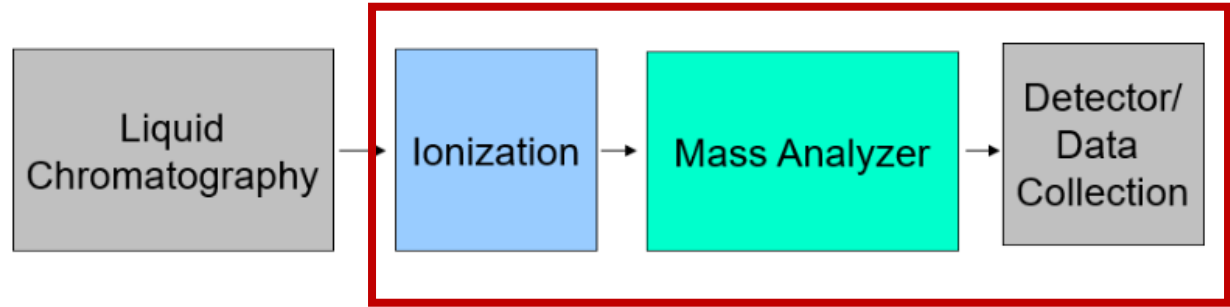 Liquid
Chromatography
Ionization
Mass Analyzer
Detector/
Data
Collection